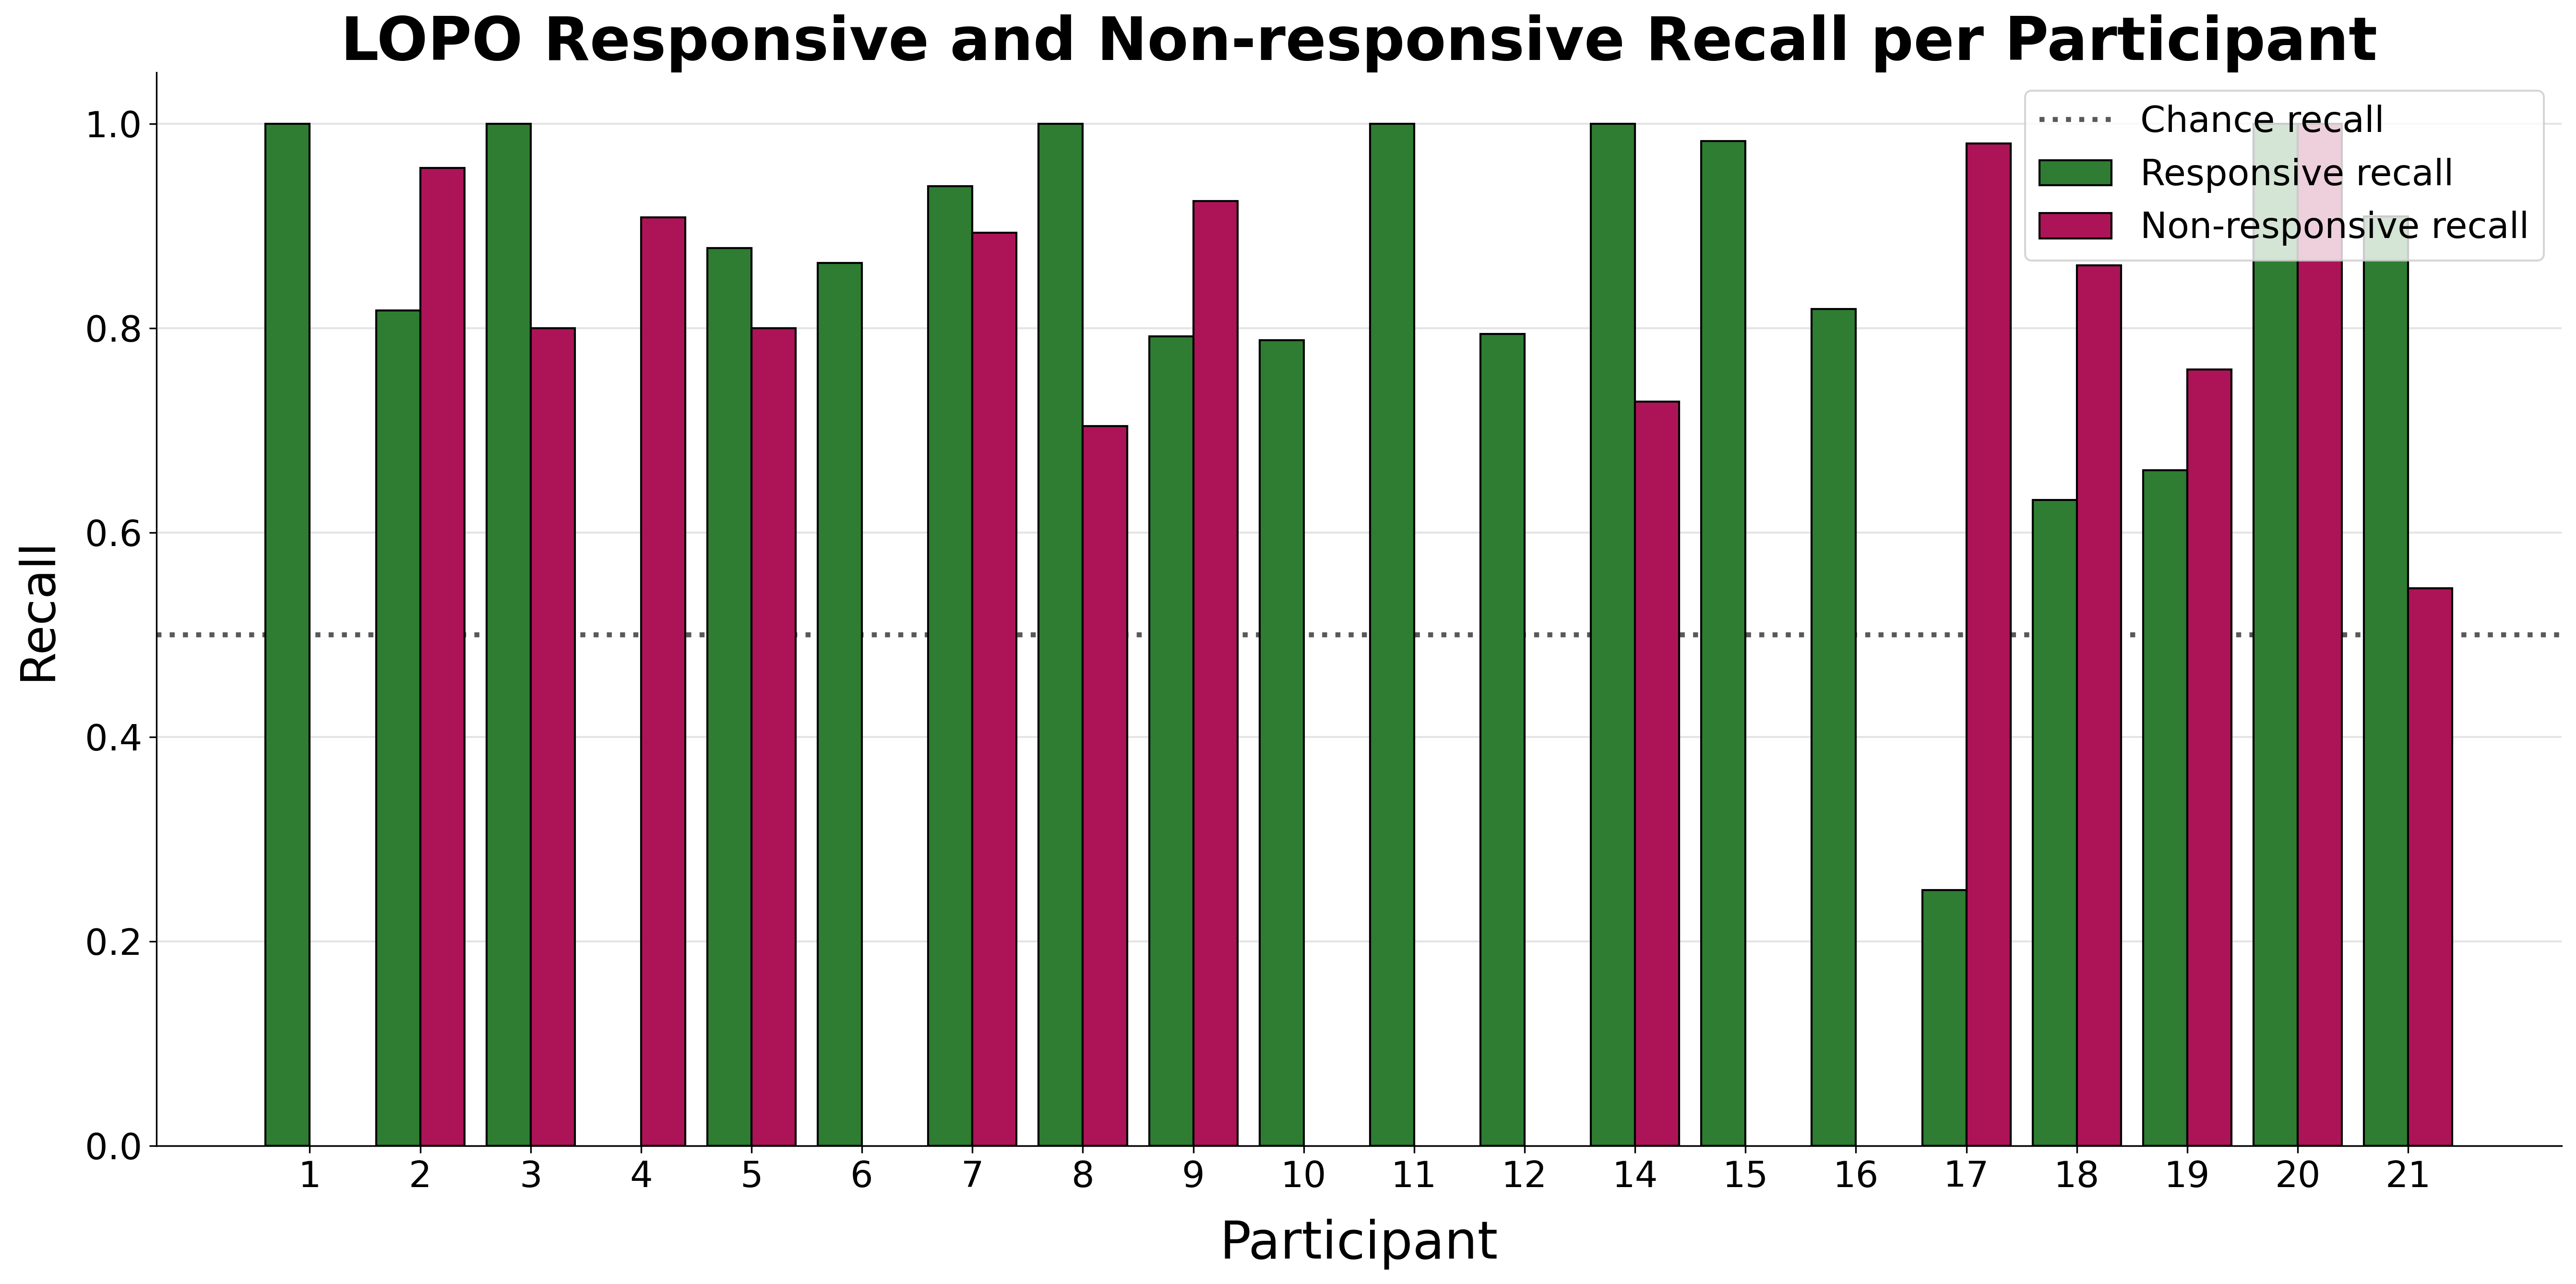 LOPO Responsive and Non-responsive Recall per Participant
Chance recall
Responsive recall
Non-responsive recall
Recall
1.0
0.8
0.6
0.4
0.2
0.0
1 2 3 4 5 6 7 8 9 10 11 12 14 15 16 17 18 19 20 21
Participant